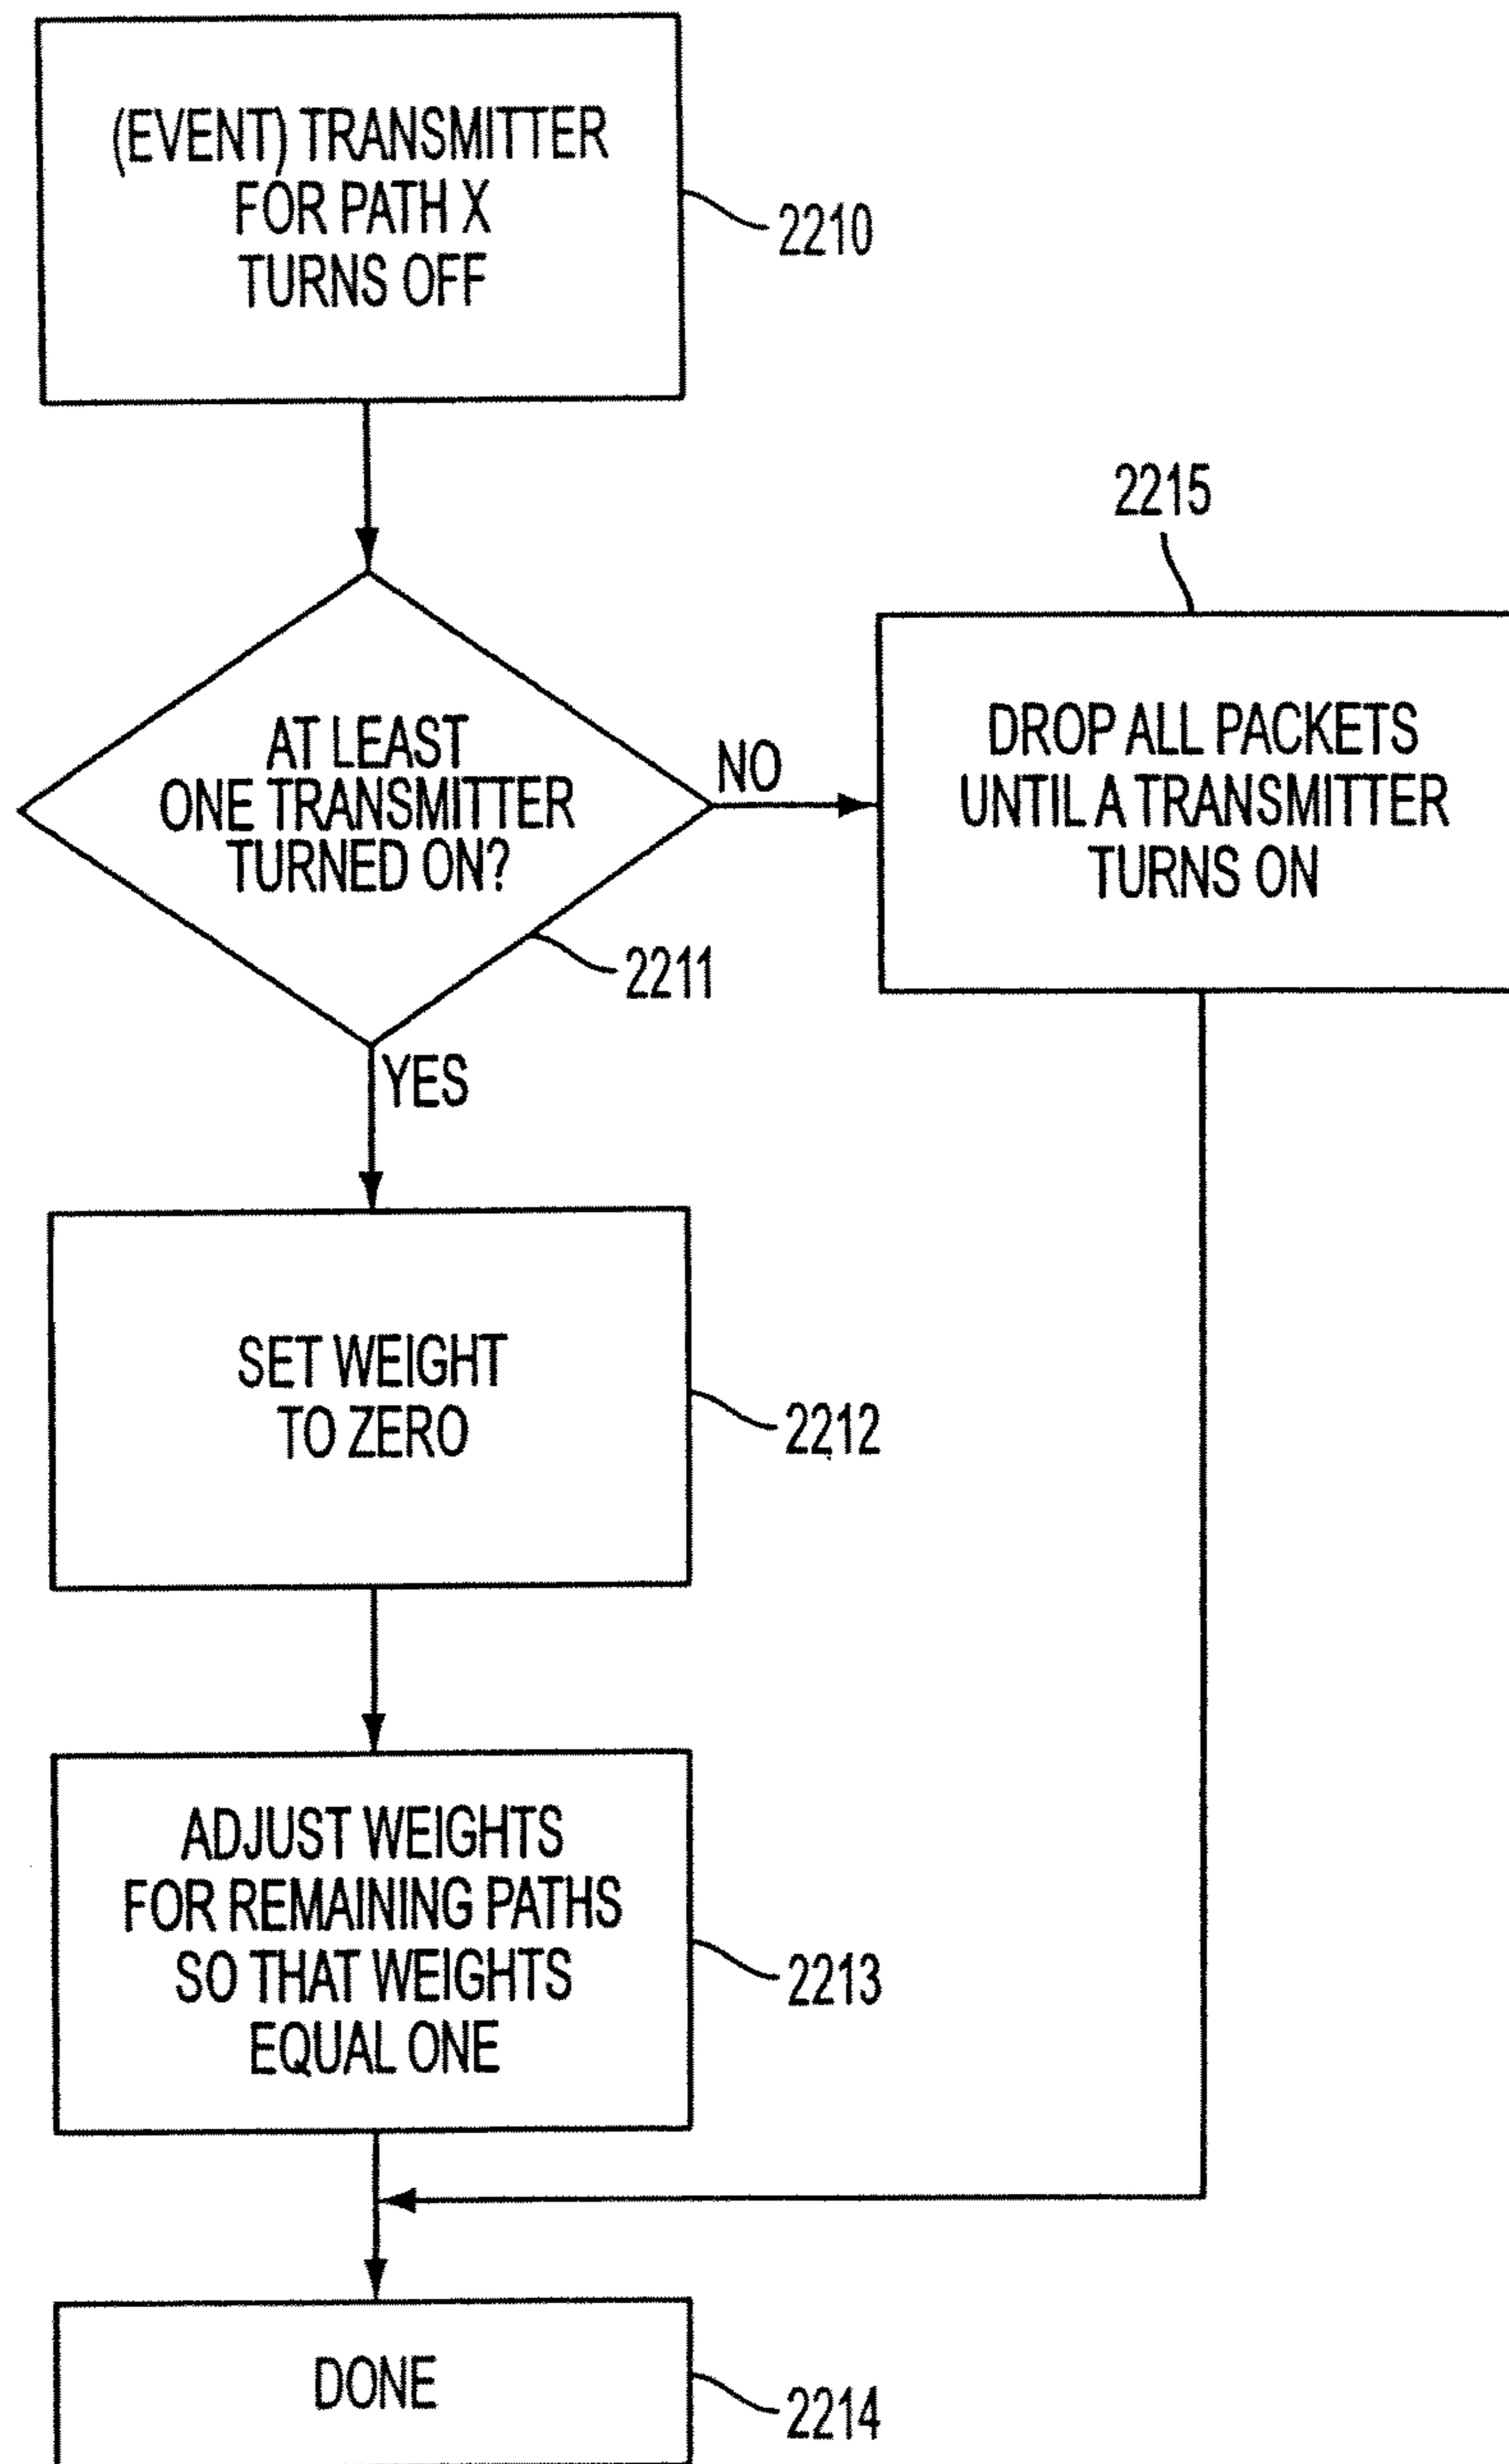 (EVENT) TRANSMITTER
FOR PATH X
TURNS OFF
2210
2215
AT LEAST
ONE TRANSMITTER
TURNED ON?
NO
2211
DROP ALL PACKETS
UNTIL A TRANSMITTER
TURNS ON
YES
SET WEIGHT
TO ZERO
2212
ADJUST WEIGHTS
FOR REMAINING PATHS
SO THAT WEIGHTS
EQUAL ONE
2213
DONE
2214